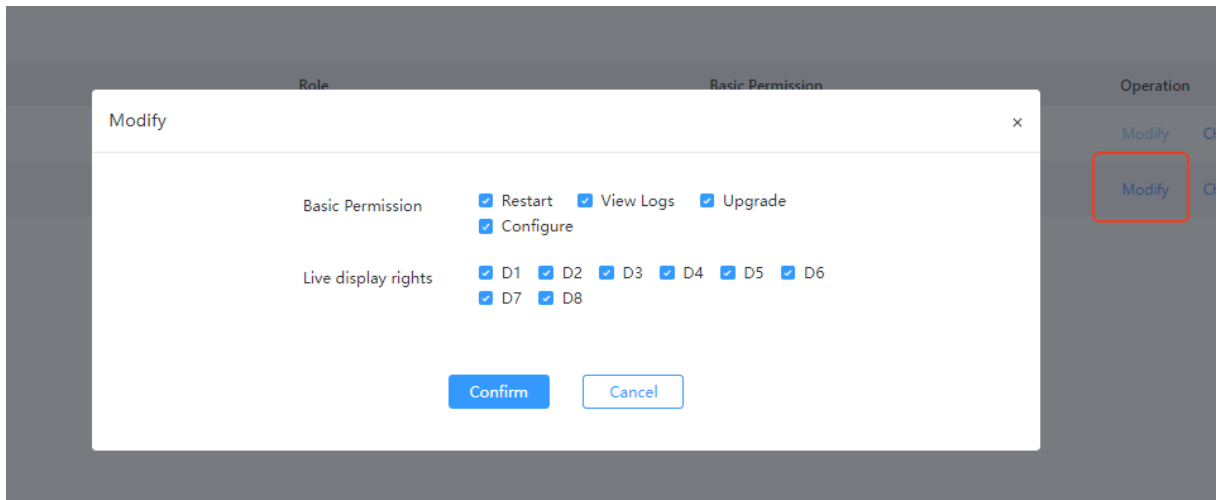 Role Basic Permission Operation
Modify ×
Modify
Basic Permission Restart View Logs Upgrade
Configure
Modify
Live display rights D1 D2 D3 D4 D5 D6
D7 D8
Confirm Cancel